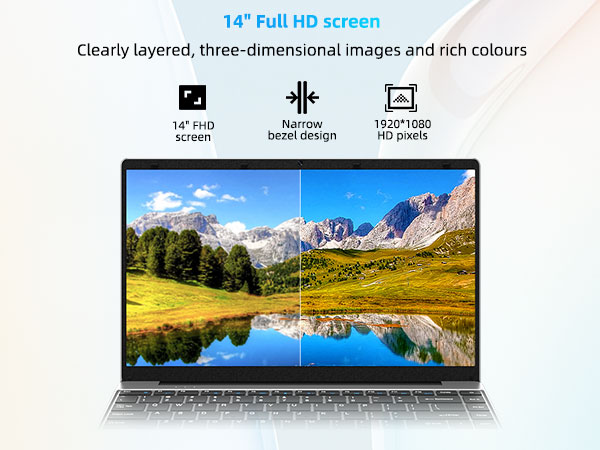 14" Full HD screen
Clearly layered, three-dimensional images and rich colours
14" FHD
screen
Narrow
bezel design
1920*1080
HD pixels